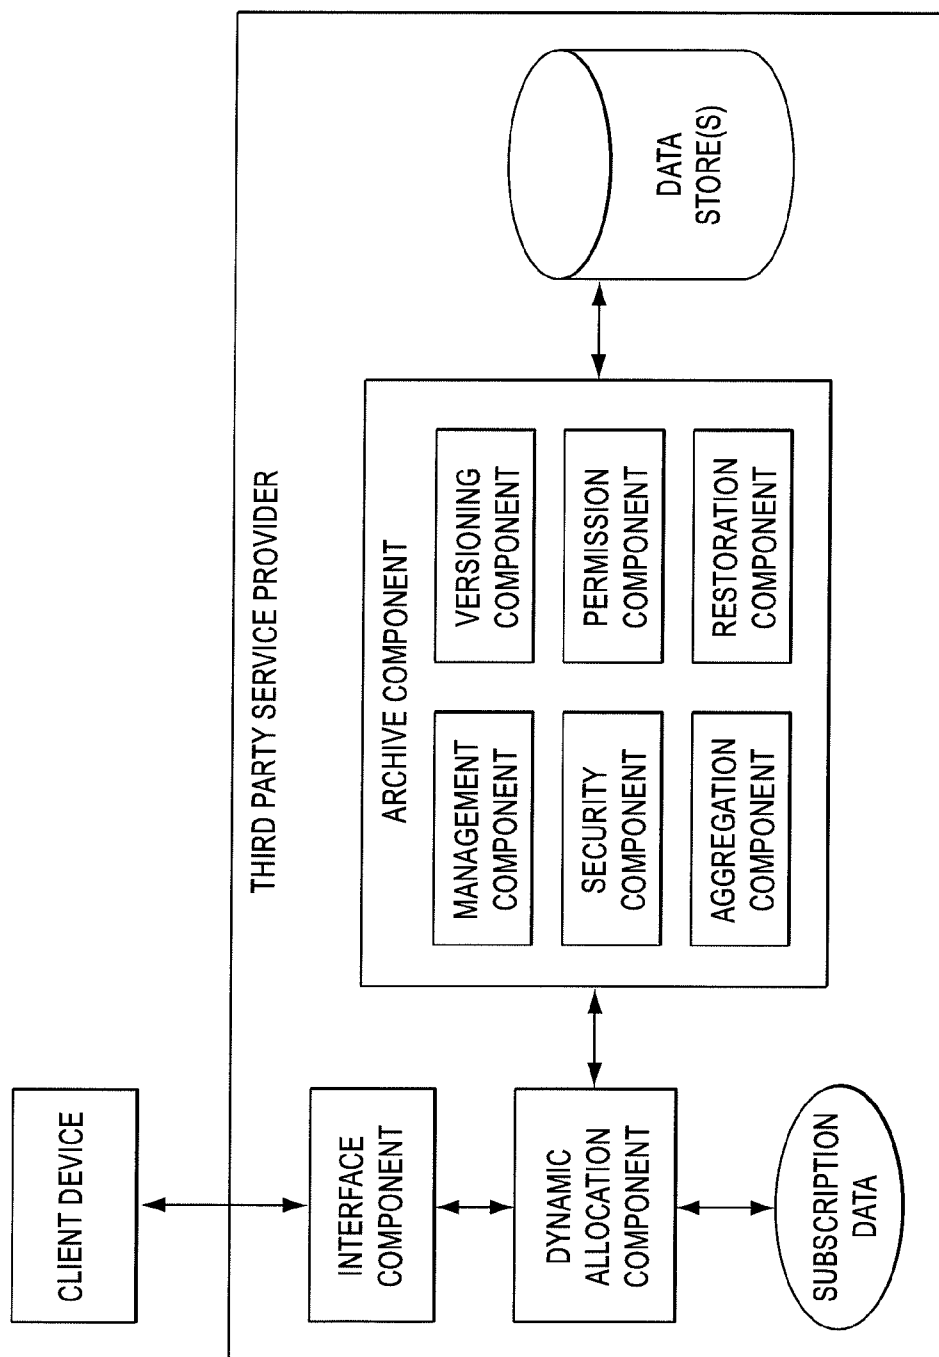 CLIENT DEVICE
THIRD PARTY SERVICE PROVIDER
INTERFACE
COMPONENT
DYNAMIC
ALLOCATION
COMPONENT
SUBSCRIPTION
DATA
ARCHIVE COMPONENT
MANAGEMENT
COMPONENT
VERSIONING
COMPONENT
SECURITY
COMPONENT
PERMISSION
COMPONENT
AGGREGATION
COMPONENT
RESTORATION
COMPONENT
DATA
STORE(S)